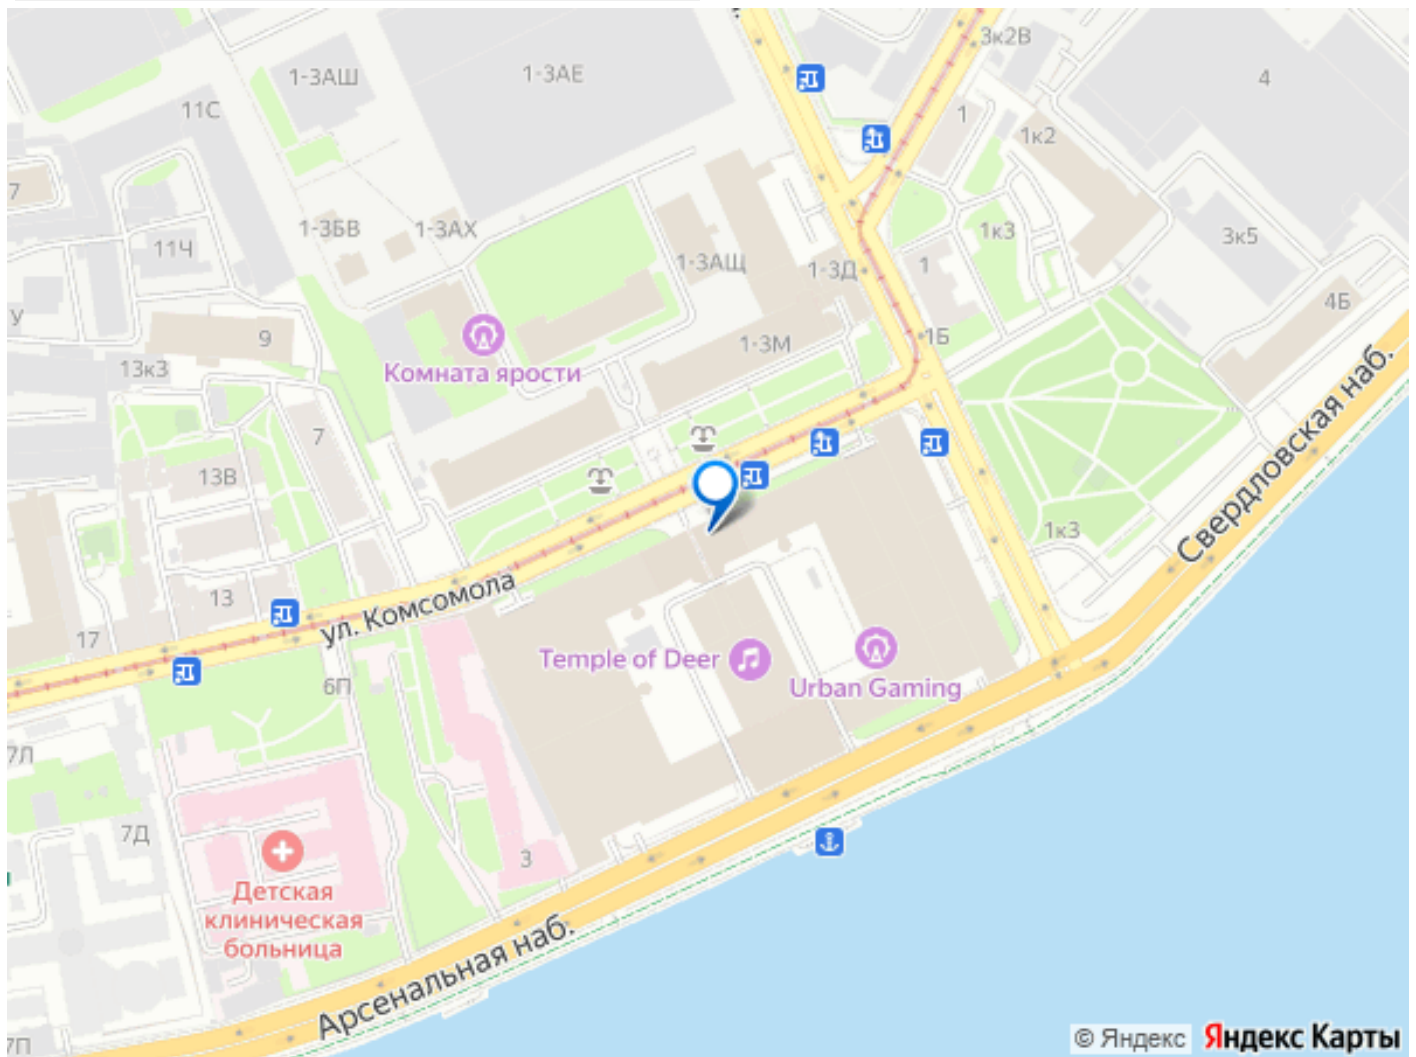 3к2В
1-3АШ
1-3АЕ
4
11С
1
1к2
7
1-3БВ
1-3АХ
11Ч
1к3
3к5
1-3АЩ
1-3Д
1
4Б
У
9
1Б
1-3М
13к3
Комната ярости
7
13В
Свердловская наб.
1к3
ул. Комсомола
13
17
Temple of Deer
6П
Urban Gaming
7Л
7Д
3
Детская
клиническая
больница
Арсенальная наб.
7П
© Яндекс
Яндекс Карты